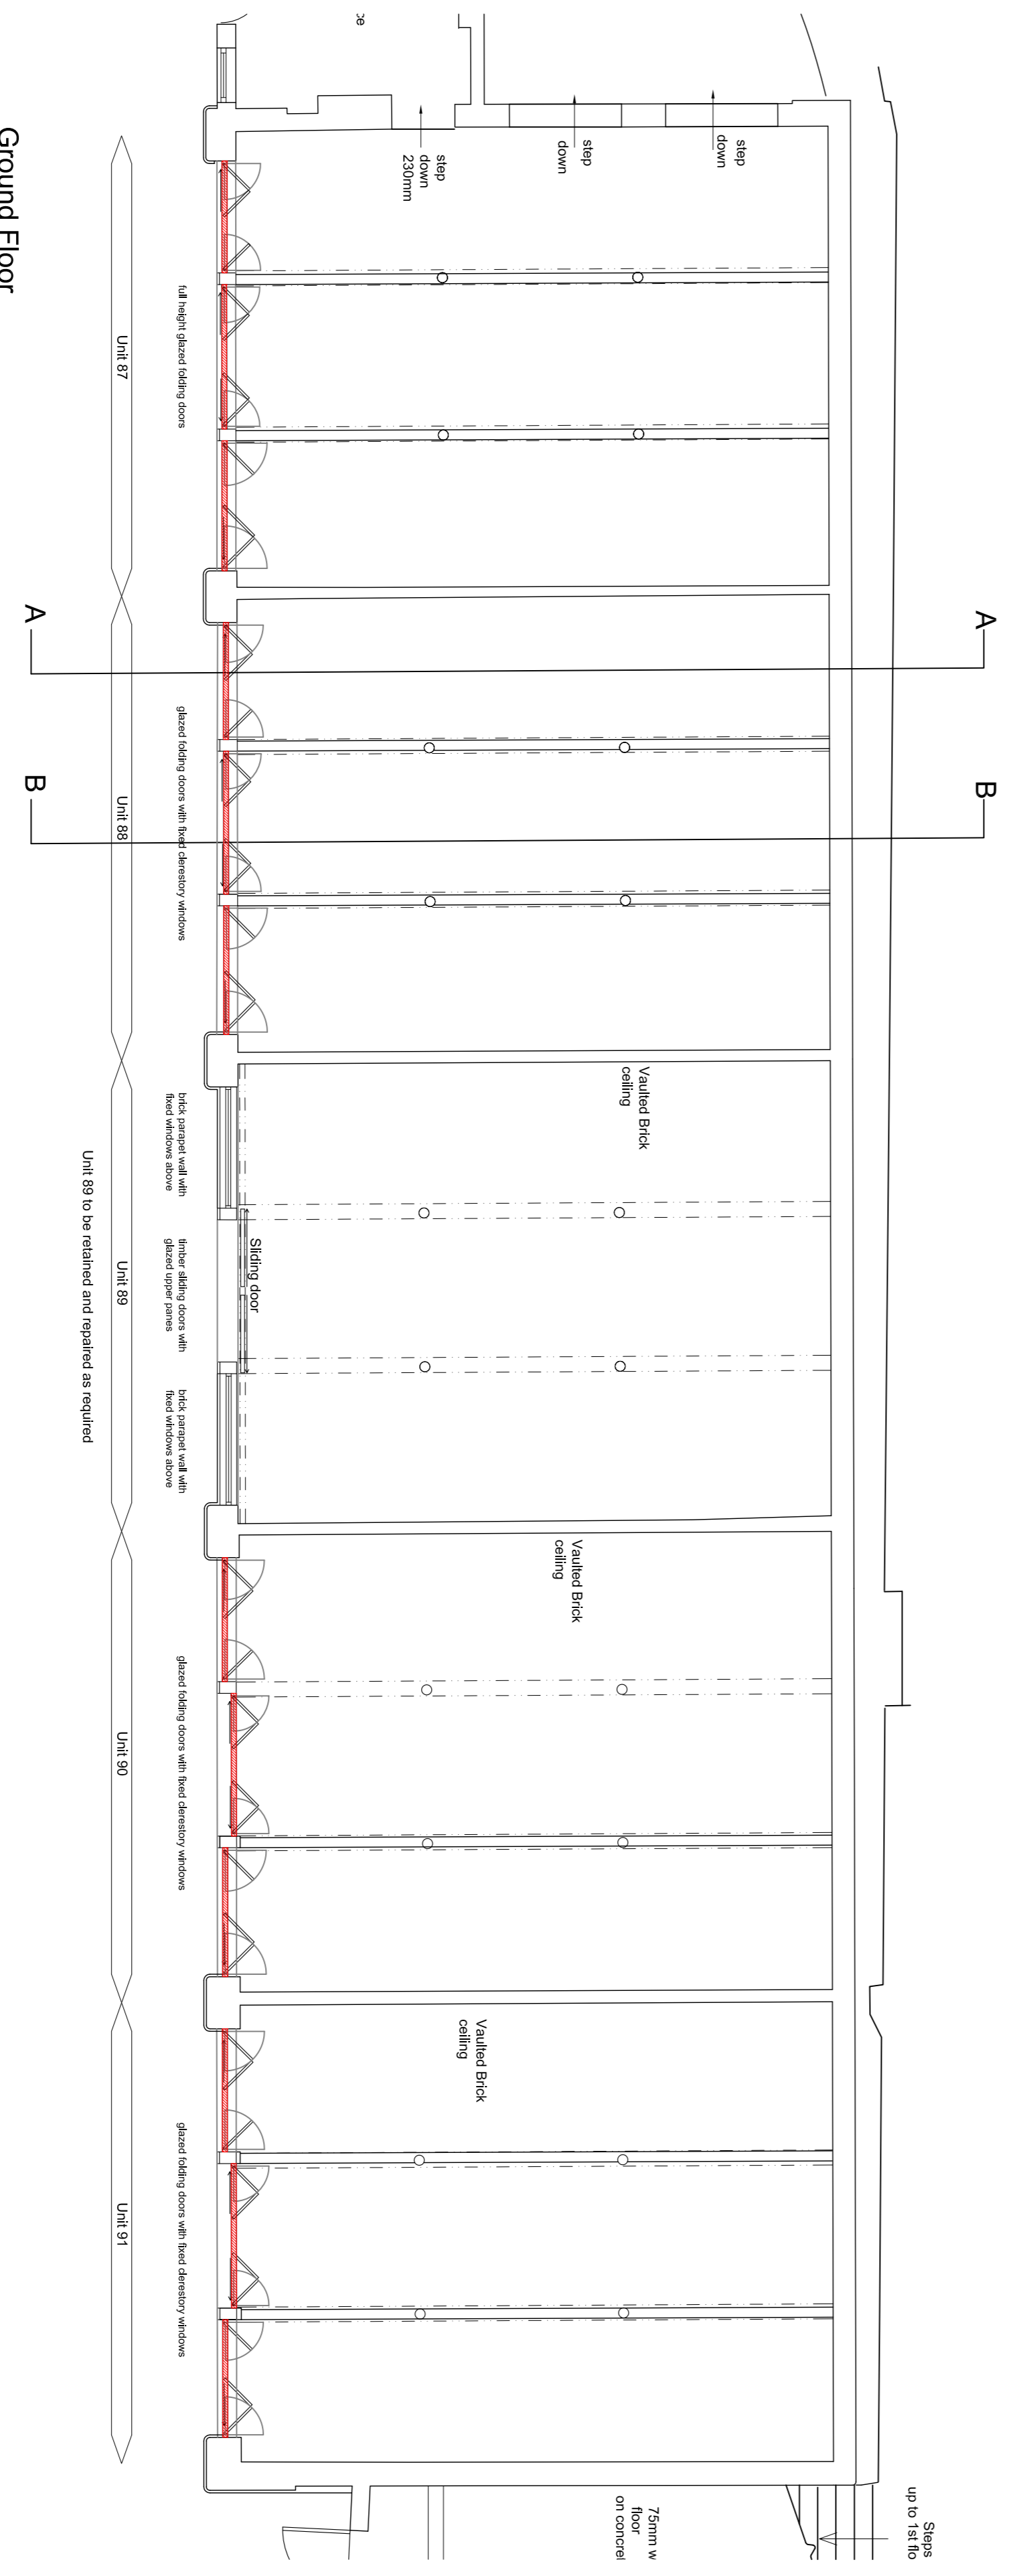 Ground Floor
ce
step
down
230mm
step
down
step
down
full height glazed folding doors
Unit 87
A
A
glazed folding doors with fixed clerestory windows
Unit 88
B
B
Vaulted Brick
ceiling
brick parapet wall with
fixed windows above
Sliding door
timber sliding doors with
glazed upper panes
brick parapet wall with
fixed windows above
Unit 89
Unit 89 to be retained and repaired as required
Vaulted Brick
ceiling
glazed folding doors with fixed clerestory windows
Unit 90
Vaulted Brick
ceiling
glazed folding doors with fixed clerestory windows
Unit 91
75mm w
floor
on concre
Steps
up to 1st flo